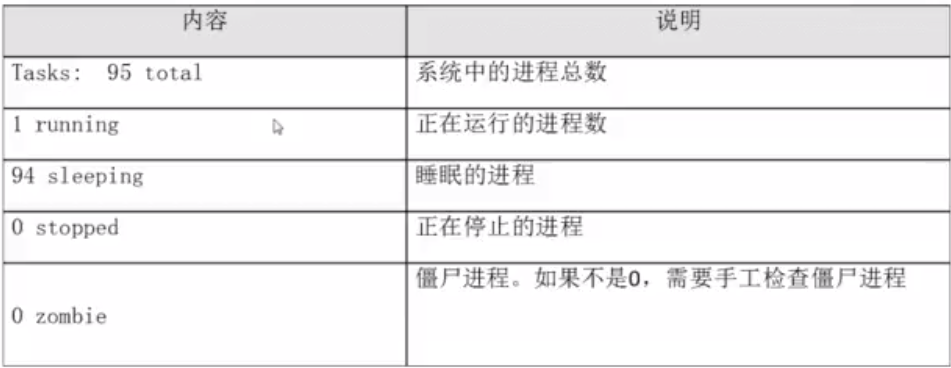 内容 说明
Tasks: 95 total 系统中的进程总数
1 running 正在运行的进程数
94 sleeping 睡眠的进程
0 stopped 正在停止的进程
0 zombie 僵尸进程。如果不是0，需要手工检查僵尸进程